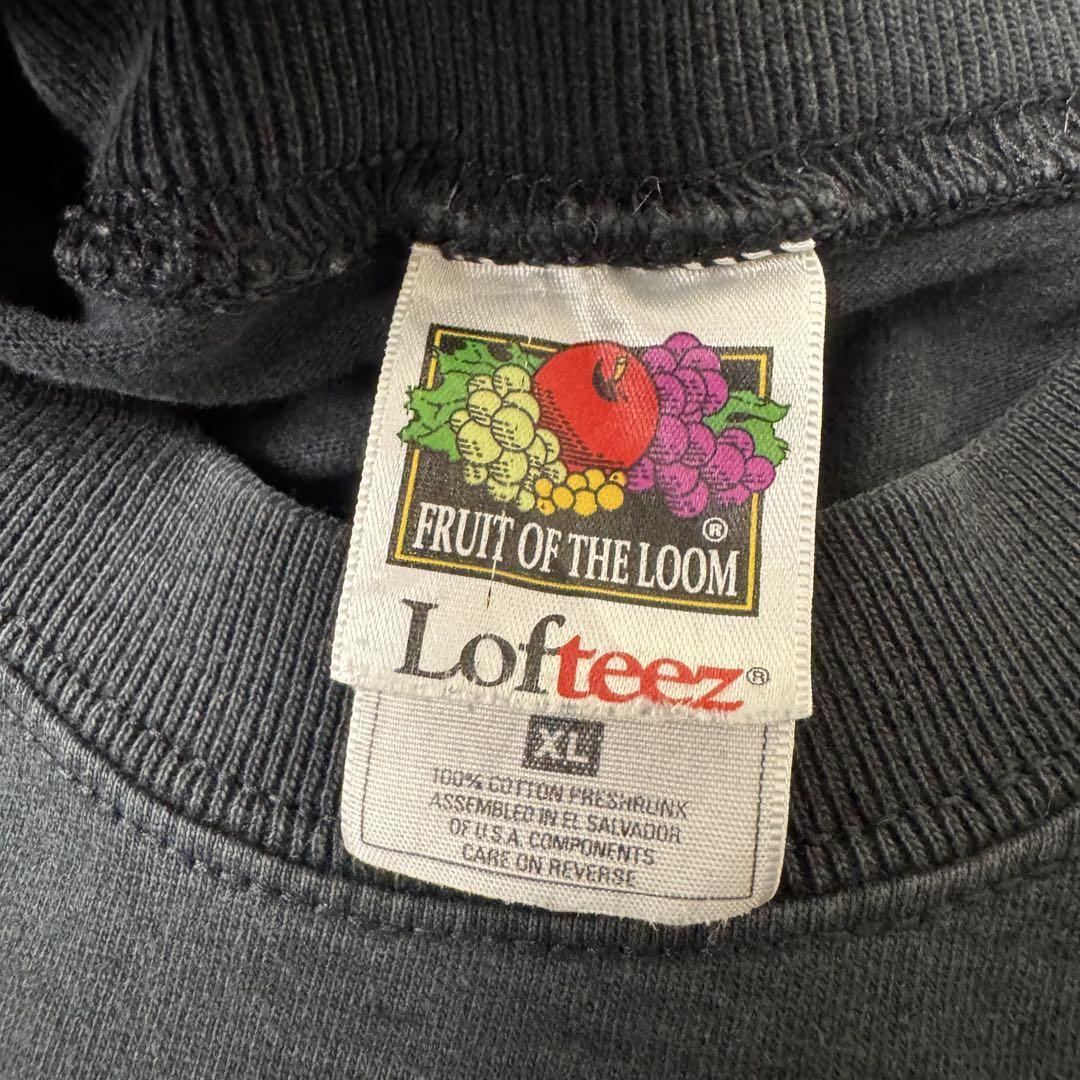 FRUIT OF THE LOOM ®
Lofteez ®
XL
100% COTTON PRESHRUNK
ASSEMBLED IN EL SALVADOR
OF U.S.A. COMPONENTS
CARE ON REVERSE